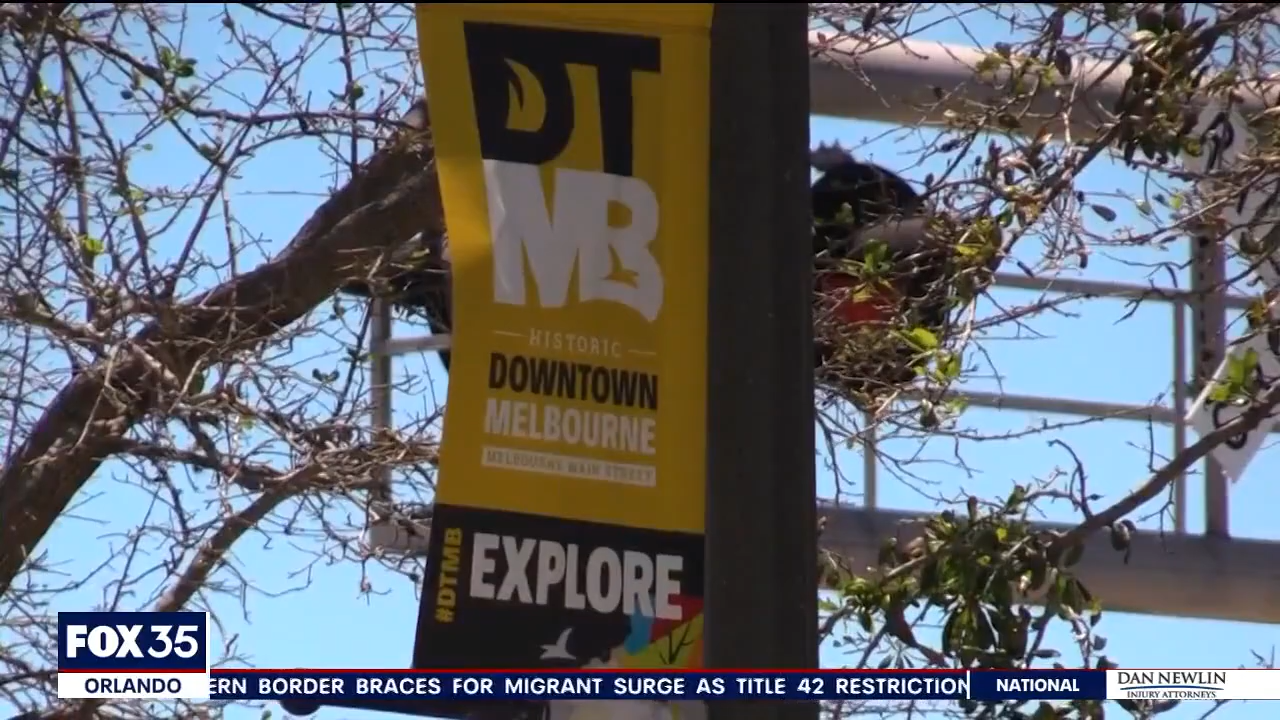 DT
MB
HISTORIC
DOWNTOWN
MELBOURNE
MELBOURNE MAIN STREET
#DTMB
EXPLORE
FOX 35
ORLANDO
ERN BORDER BRACES FOR MIGRANT SURGE AS TITLE 42 RESTRICTION
NATIONAL
DAN NEWLIN
INJURY ATTORNEYS